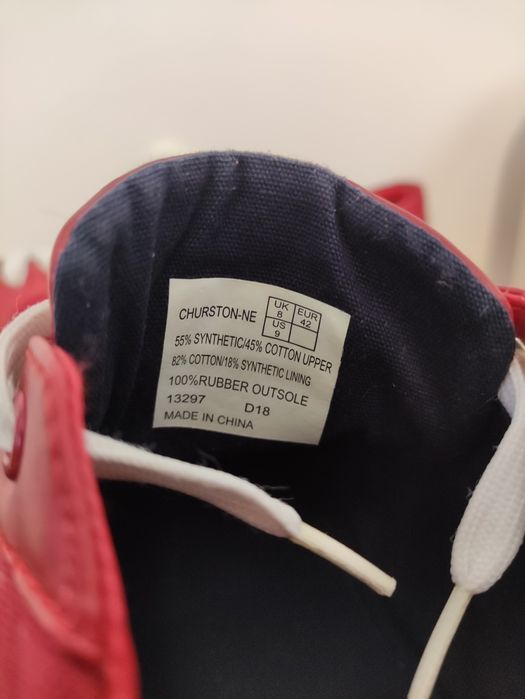 CHURSTON-NE
UK 8 EUR 42
US 9
55% SYNTHETIC/45% COTTON UPPER
82% COTTON/18% SYNTHETIC LINING
100%RUBBER OUTSOLE
13297 D18
MADE IN CHINA